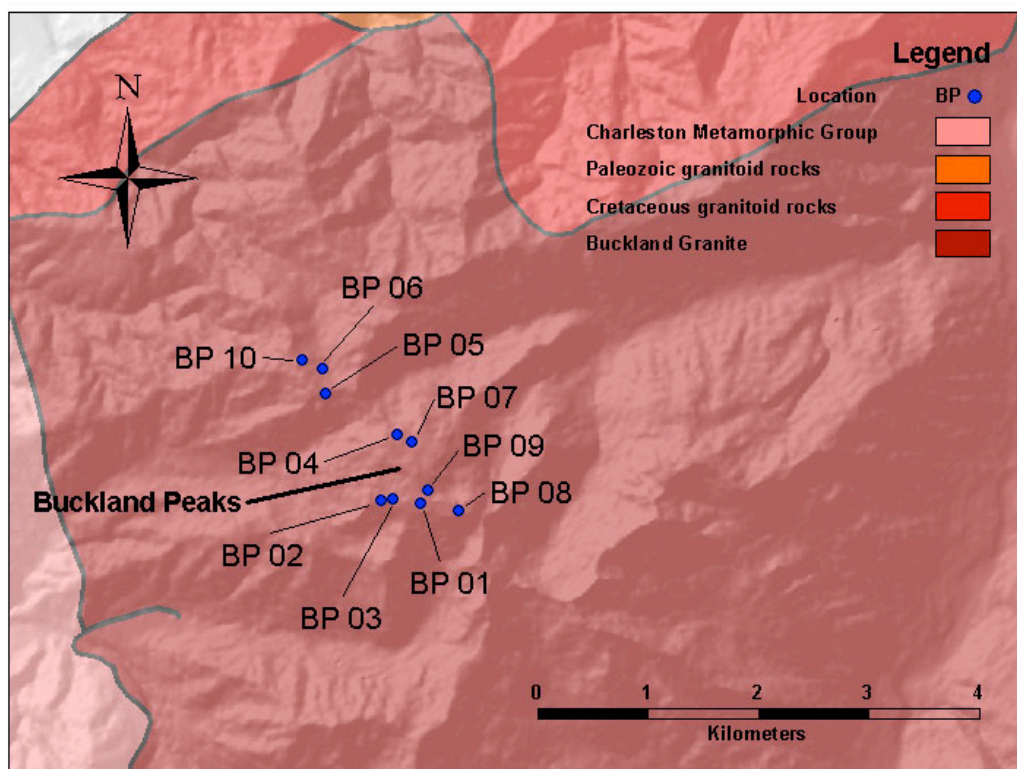 Legend
N
Location BP
Charleston Metamorphic Group
Paleozoic granitoid rocks
Cretaceous granitoid rocks
Buckland Granite
BP 06
BP 10
BP 05
BP 07
BP 04
BP 09
Buckland Peaks
BP 08
BP 02
BP 01
BP 03
0 1 2 3 4
Kilometers